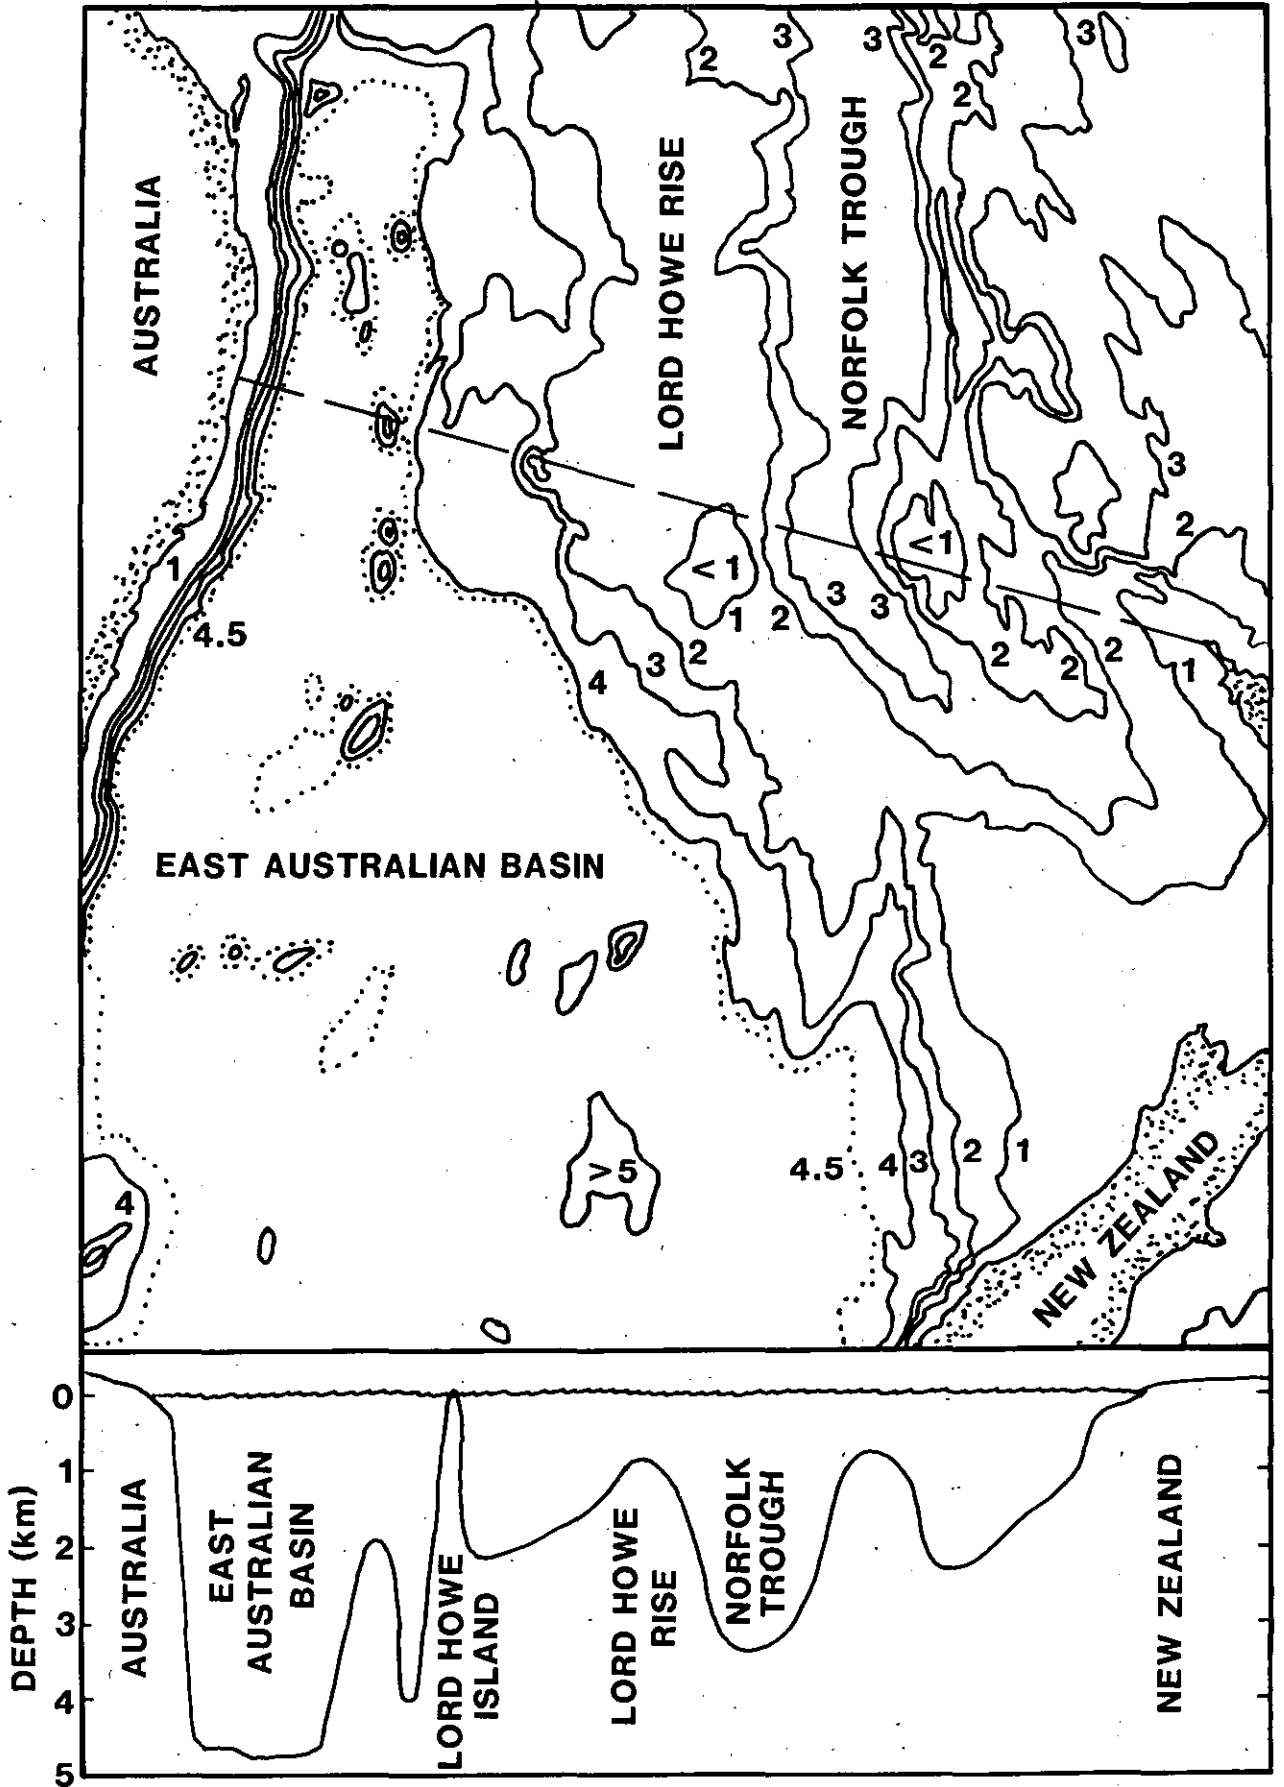 3
2
3
3
2
2
3
AUSTRALIA
LORD HOWE RISE
NORFOLK TROUGH
3
2
1
< 1
< 1
4.5
3
3
1
2
2
2
2
3
4
2
1
EAST AUSTRALIAN BASIN
> 5
4.5
4
3
2
1
4
NEW ZEALAND
DEPTH (km)
0
1
2
3
4
5
AUSTRALIA
EAST
AUSTRALIAN
BASIN
LORD HOWE
ISLAND
LORD HOWE
RISE
NORFOLK
TROUGH
NEW ZEALAND